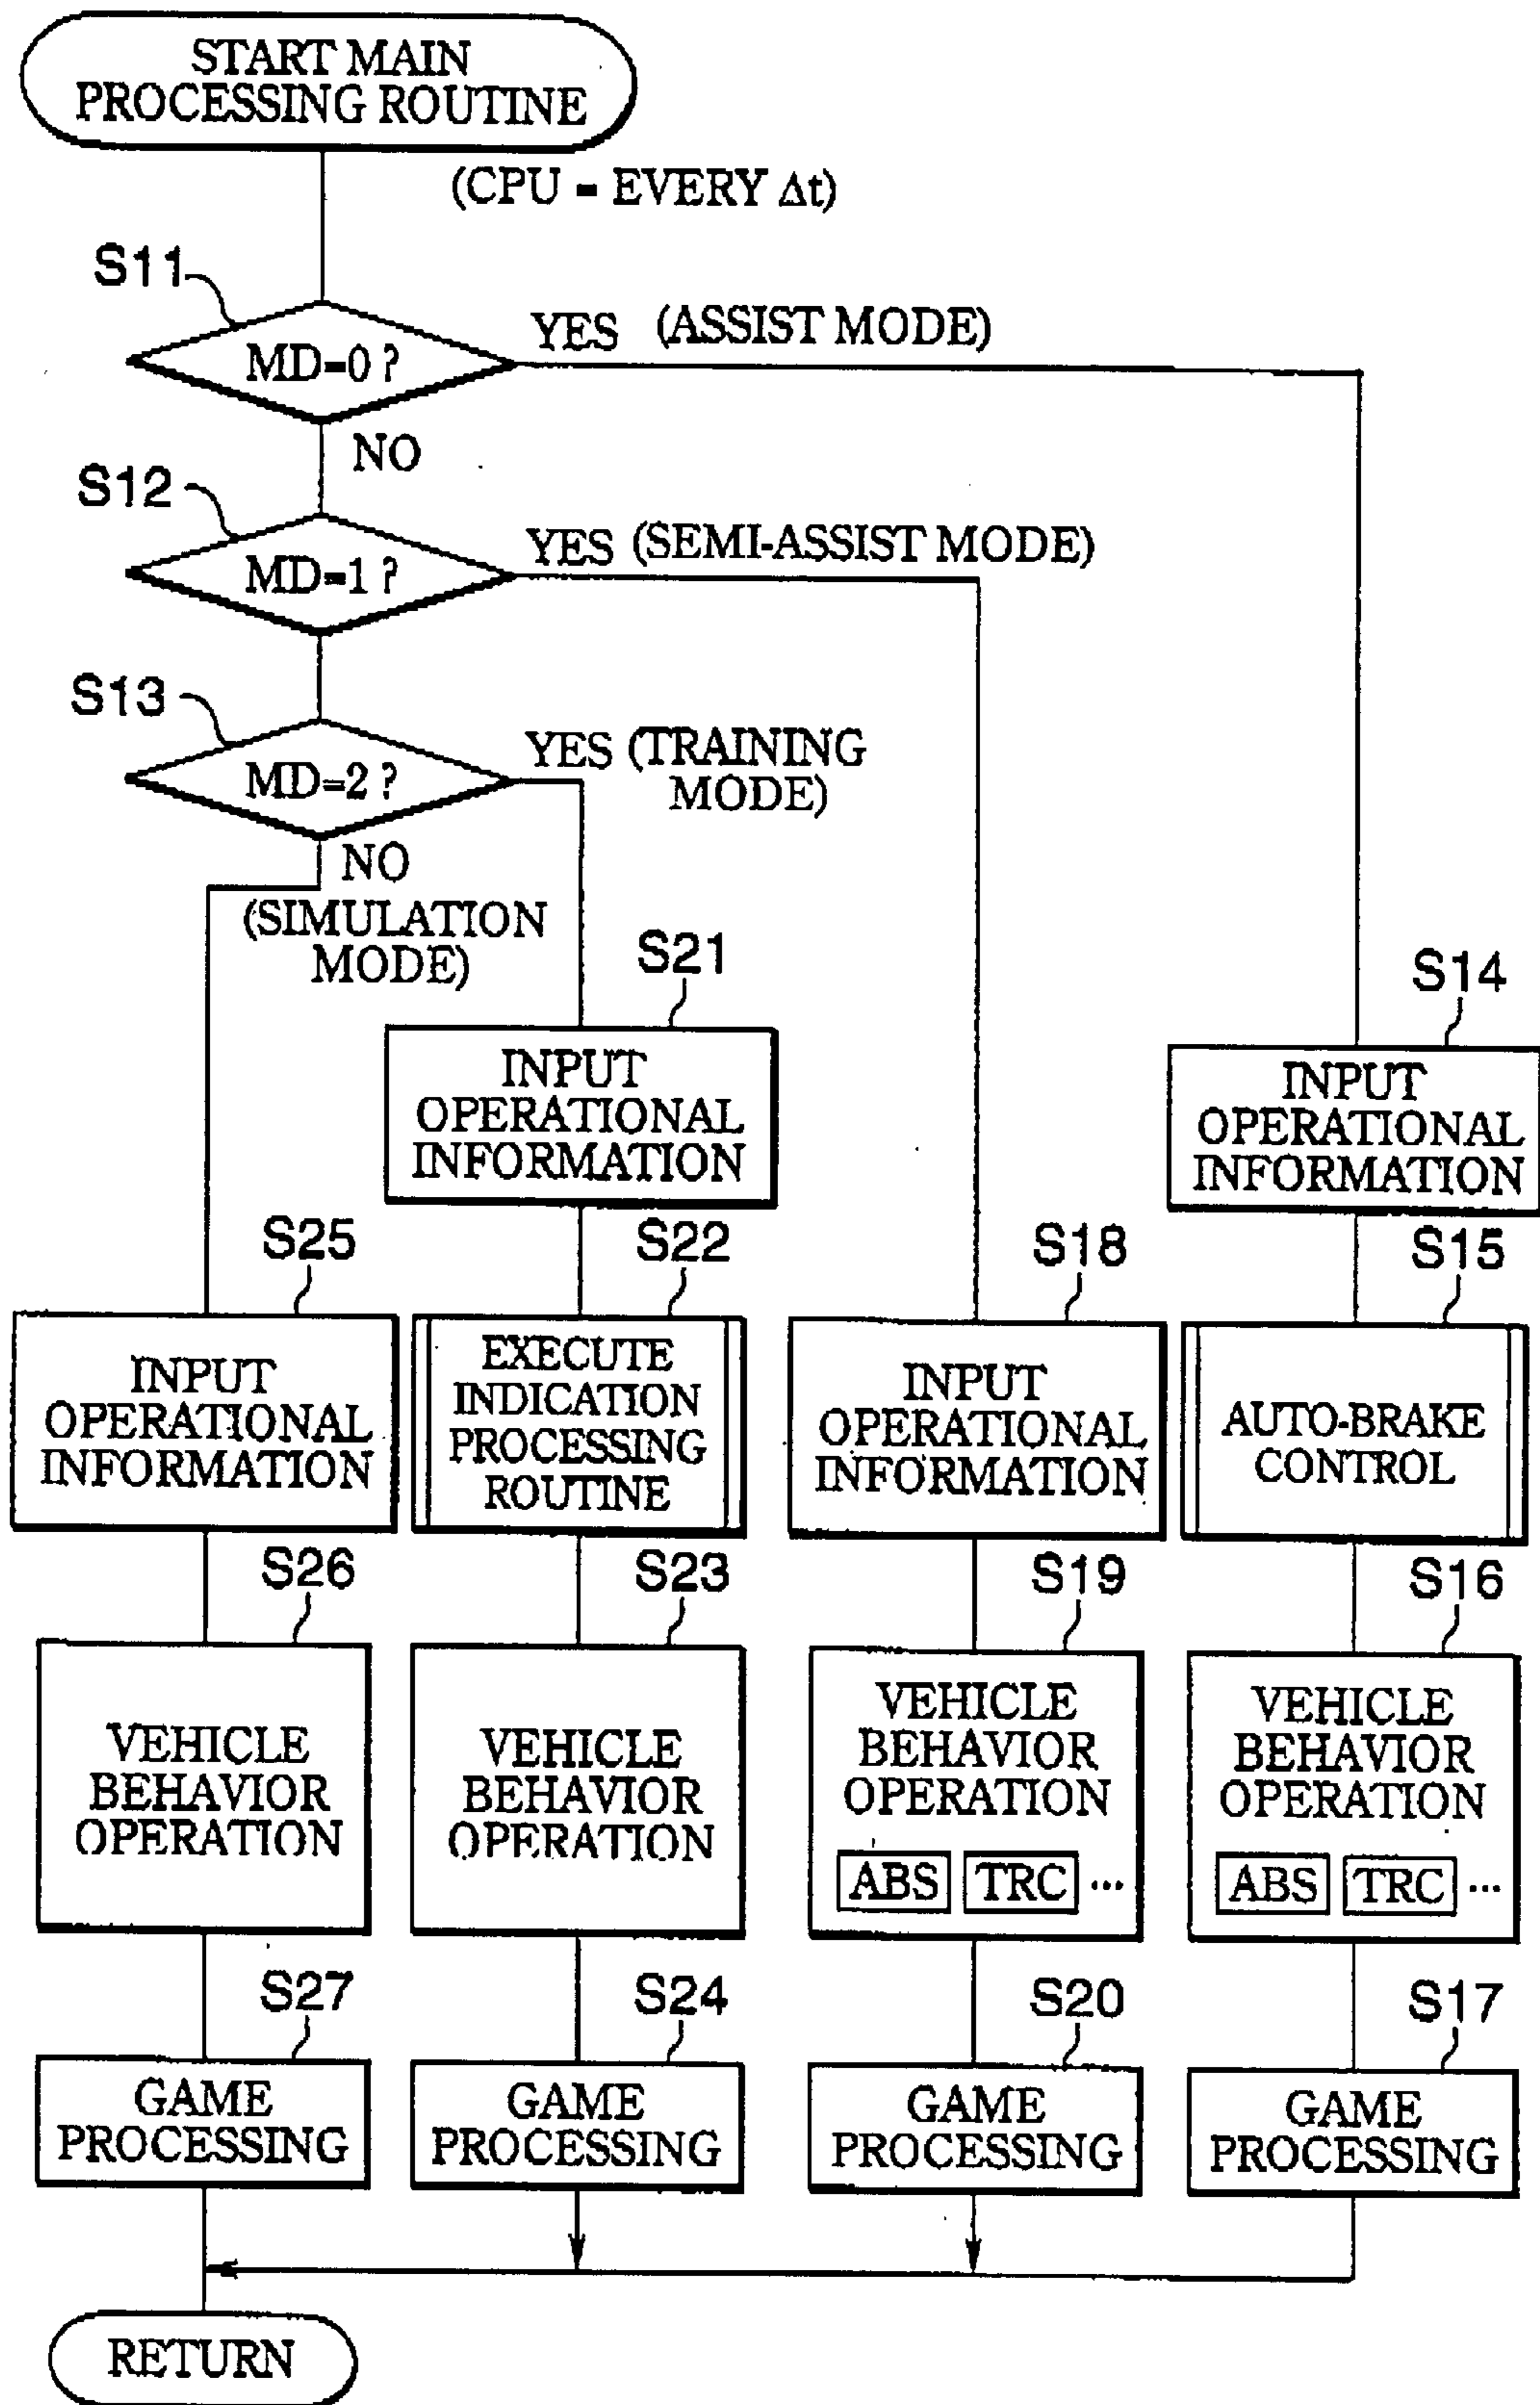 START MAIN
PROCESSING ROUTINE
(CPU - EVERY Δt)
S11
MD=0 ?
YES (ASSIST MODE)
NO
S12
MD=1 ?
YES (SEMI-ASSIST MODE)
S13
MD=2 ?
YES (TRAINING
MODE)
NO
(SIMULATION
MODE)
S21
INPUT
OPERATIONAL
INFORMATION
S14
INPUT
OPERATIONAL
INFORMATION
S25
INPUT
OPERATIONAL
INFORMATION
S22
EXECUTE
INDICATION
PROCESSING
ROUTINE
S18
INPUT
OPERATIONAL
INFORMATION
S15
AUTO-BRAKE
CONTROL
S26
VEHICLE
BEHAVIOR
OPERATION
S23
VEHICLE
BEHAVIOR
OPERATION
S19
VEHICLE
BEHAVIOR
OPERATION
ABS TRC ...
S16
VEHICLE
BEHAVIOR
OPERATION
ABS TRC ...
S27
GAME
PROCESSING
S24
GAME
PROCESSING
S20
GAME
PROCESSING
S17
GAME
PROCESSING
RETURN